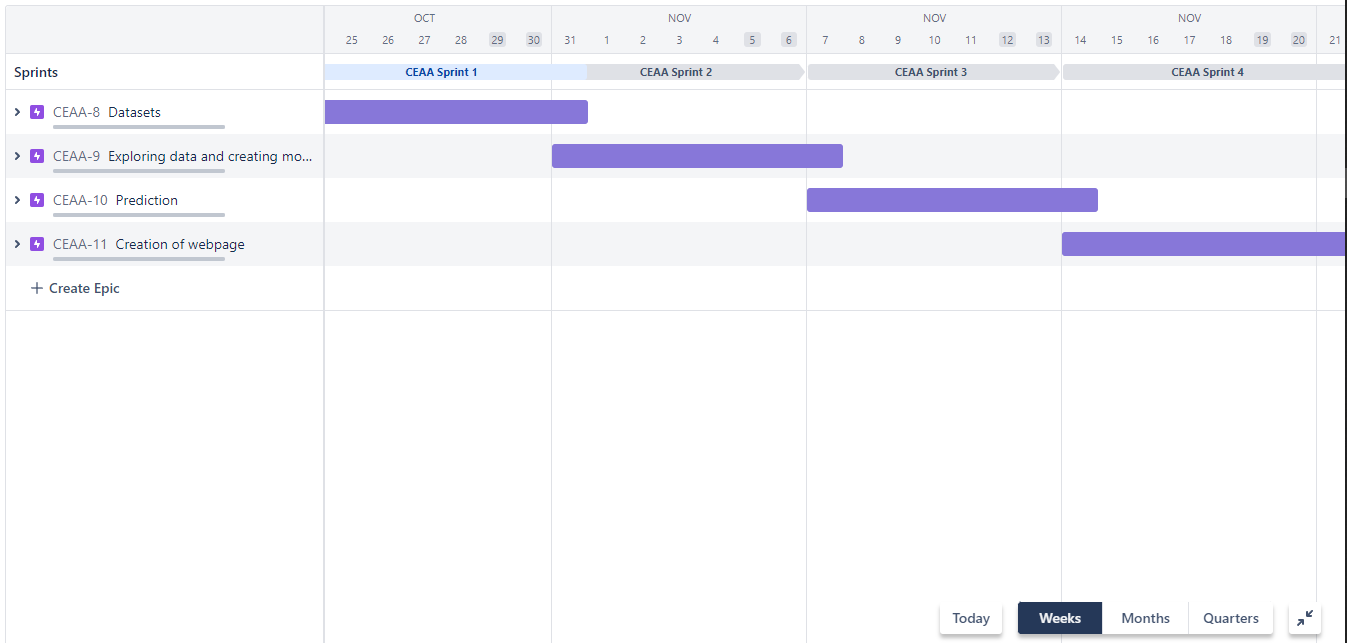 OCT NOV NOV NOV
25 26 27 28 29 30 31 1 2 3 4 5 6 7 8 9 10 11 12 13 14 15 16 17 18 19 20 21
Sprints CEAA Sprint 1 CEAA Sprint 2 CEAA Sprint 3 CEAA Sprint 4
CEAA-8 Datasets
CEAA-9 Exploring data and creating mo...
CEAA-10 Prediction
CEAA-11 Creation of webpage
+ Create Epic
Today Weeks Months Quarters